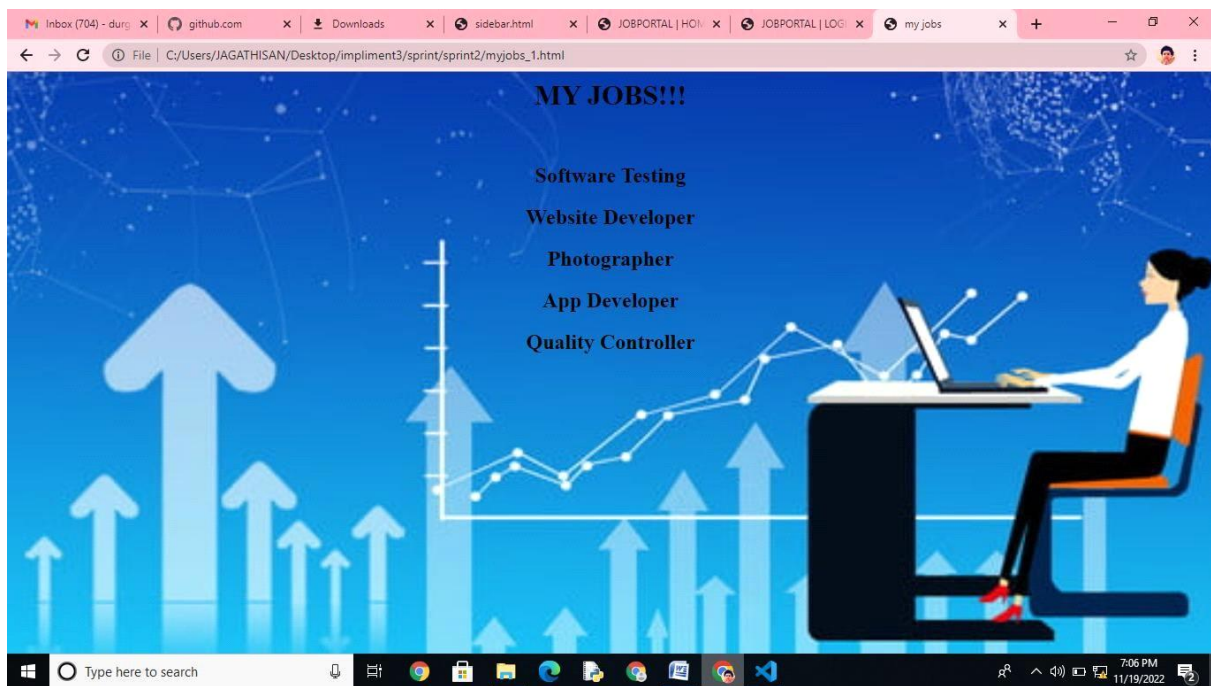 Inbox (704) - durg
github.com
Downloads
sidebar.html
JOBPORTAL | HOM
JOBPORTAL | LOG
my jobs
File | C:/Users/JAGATHISAN/Desktop/impliment3/sprint/sprint2/myjobs_1.html
MY JOBS!!!
Software Testing
Website Developer
Photographer
App Developer
Quality Controller
Type here to search
7:06 PM
11/19/2022
2